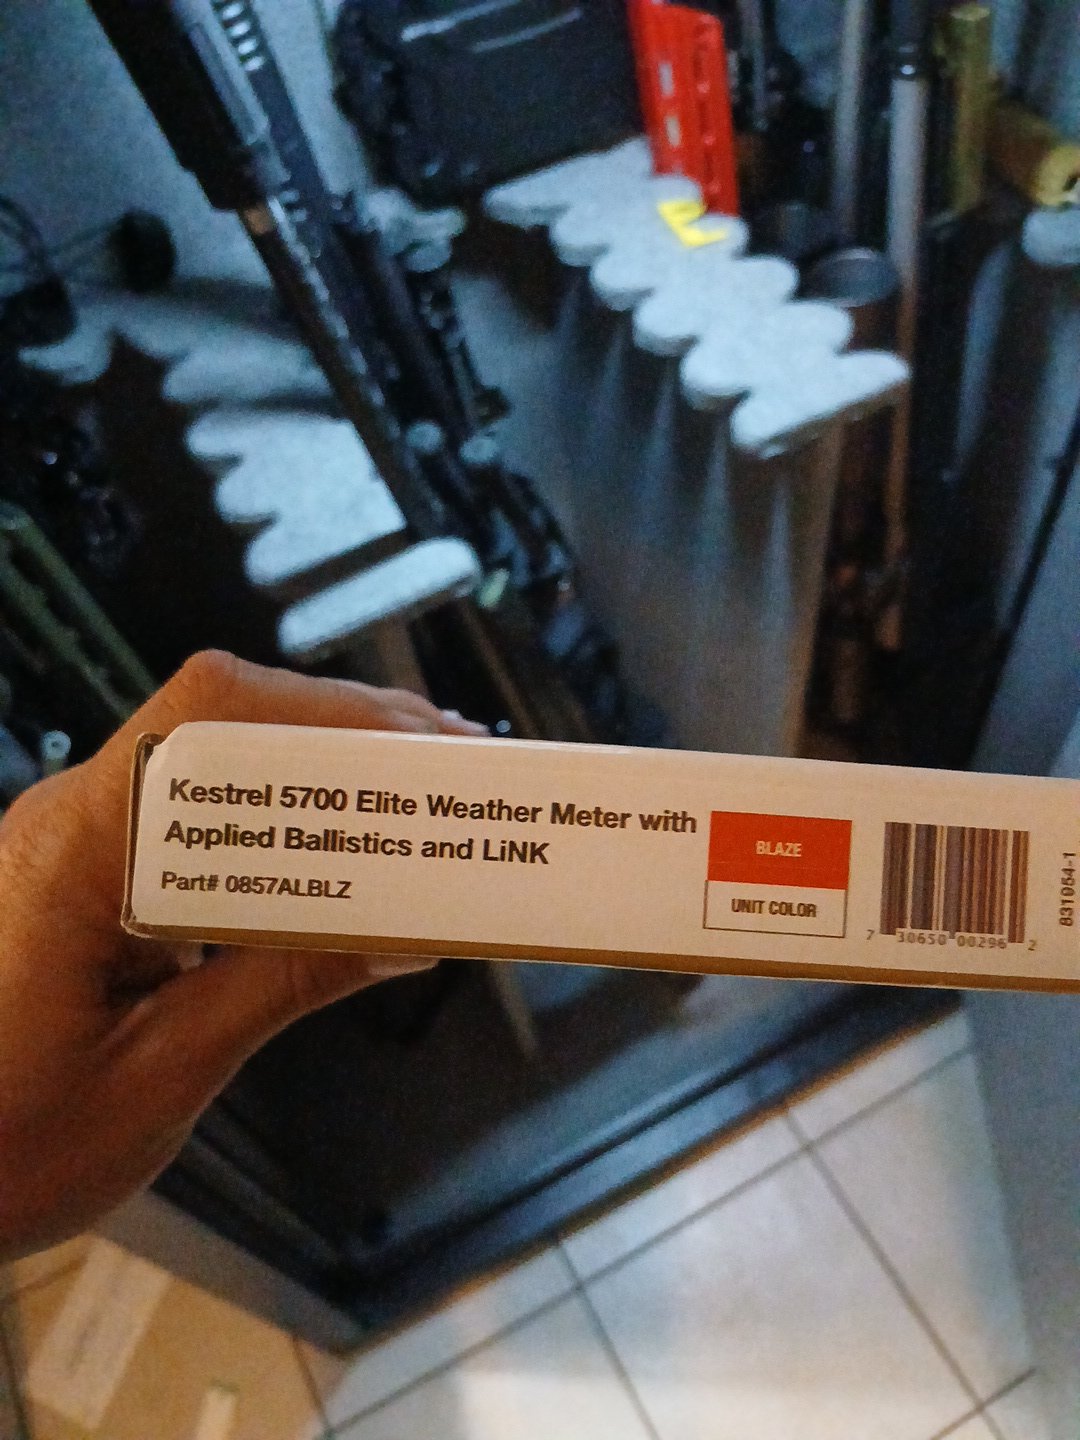 Kestrel 5700 Elite Weather Meter with
Applied Ballistics and LiNK
Part# 0857ALBLZ
BLAZE
UNIT COLOR
7 30650 00296 2
831054-1